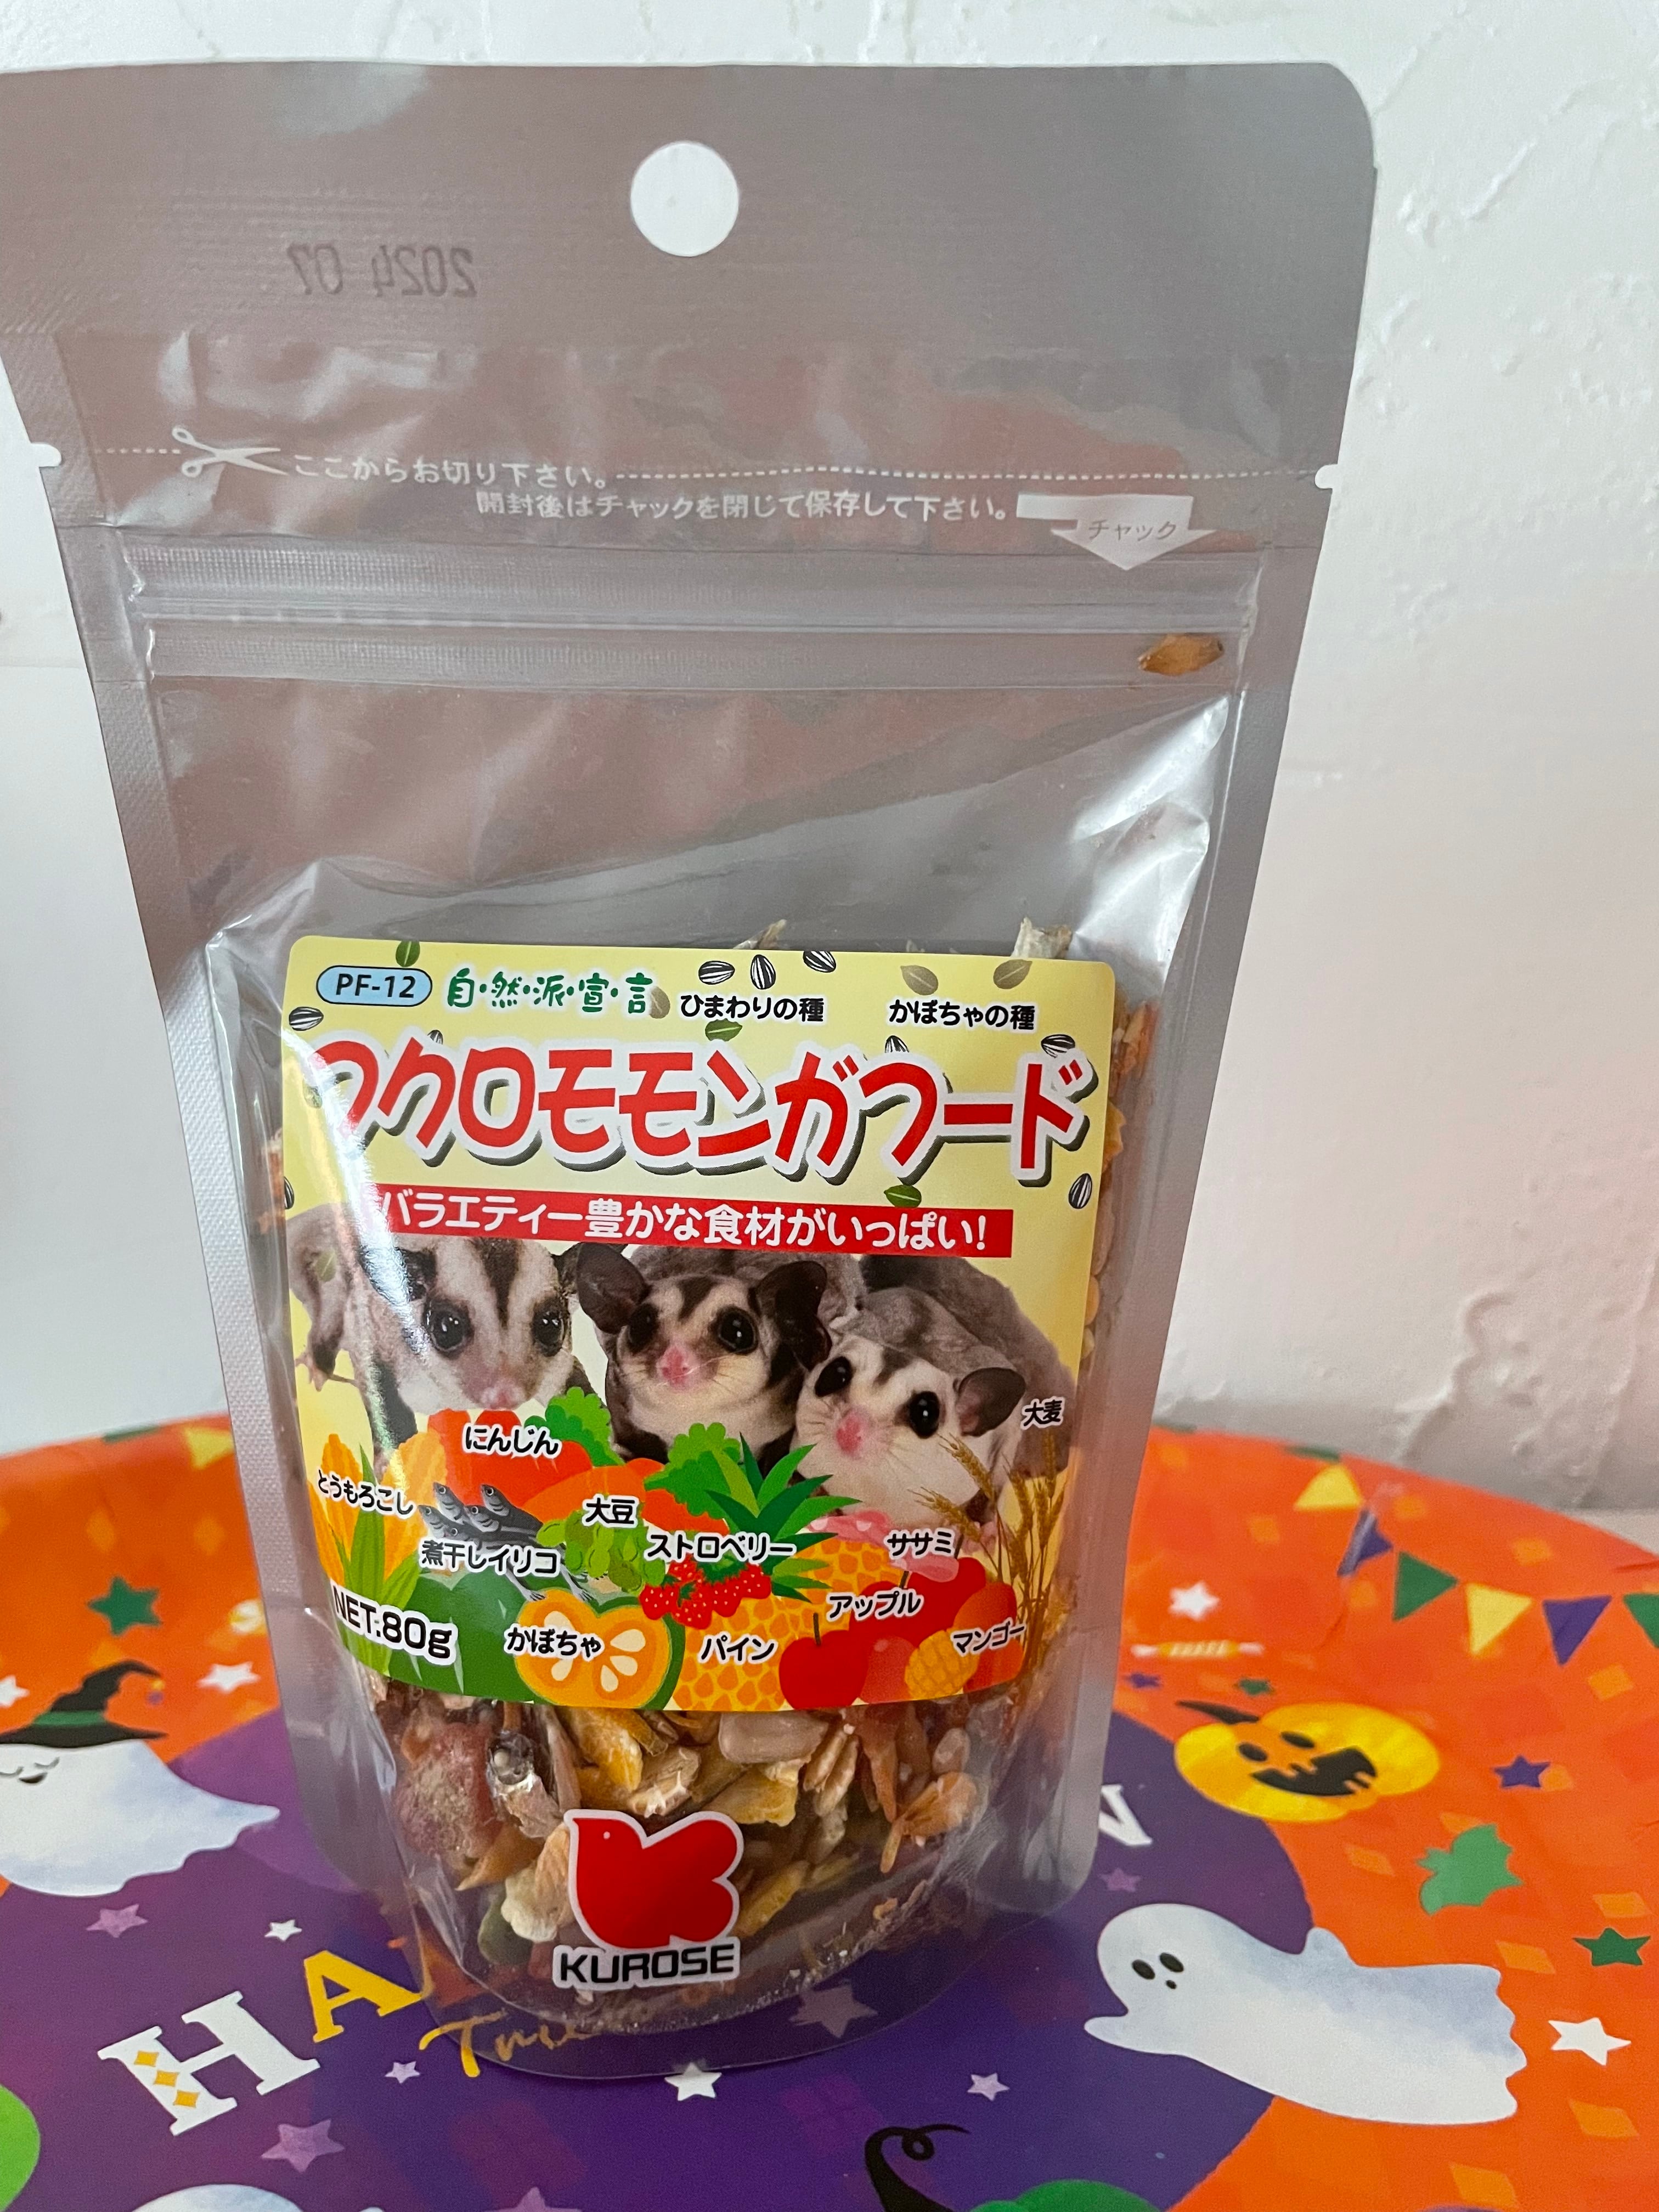 2024 07
ここからお切り下さい。
開封後はチャックを閉じて保存して下さい。
チャック
PF-12
自・然・派・宣・言
ひまわりの種
かぼちゃの種
フクロモモンガフード
バラエティー豊かな食材がいっぱい!
大麦
にんじん
とうもろこし
大豆
煮干しイリコ
ストロベリー
ササミ
アップル
NET:80g
かぼちゃ
パイン
マンゴー
KUROSE